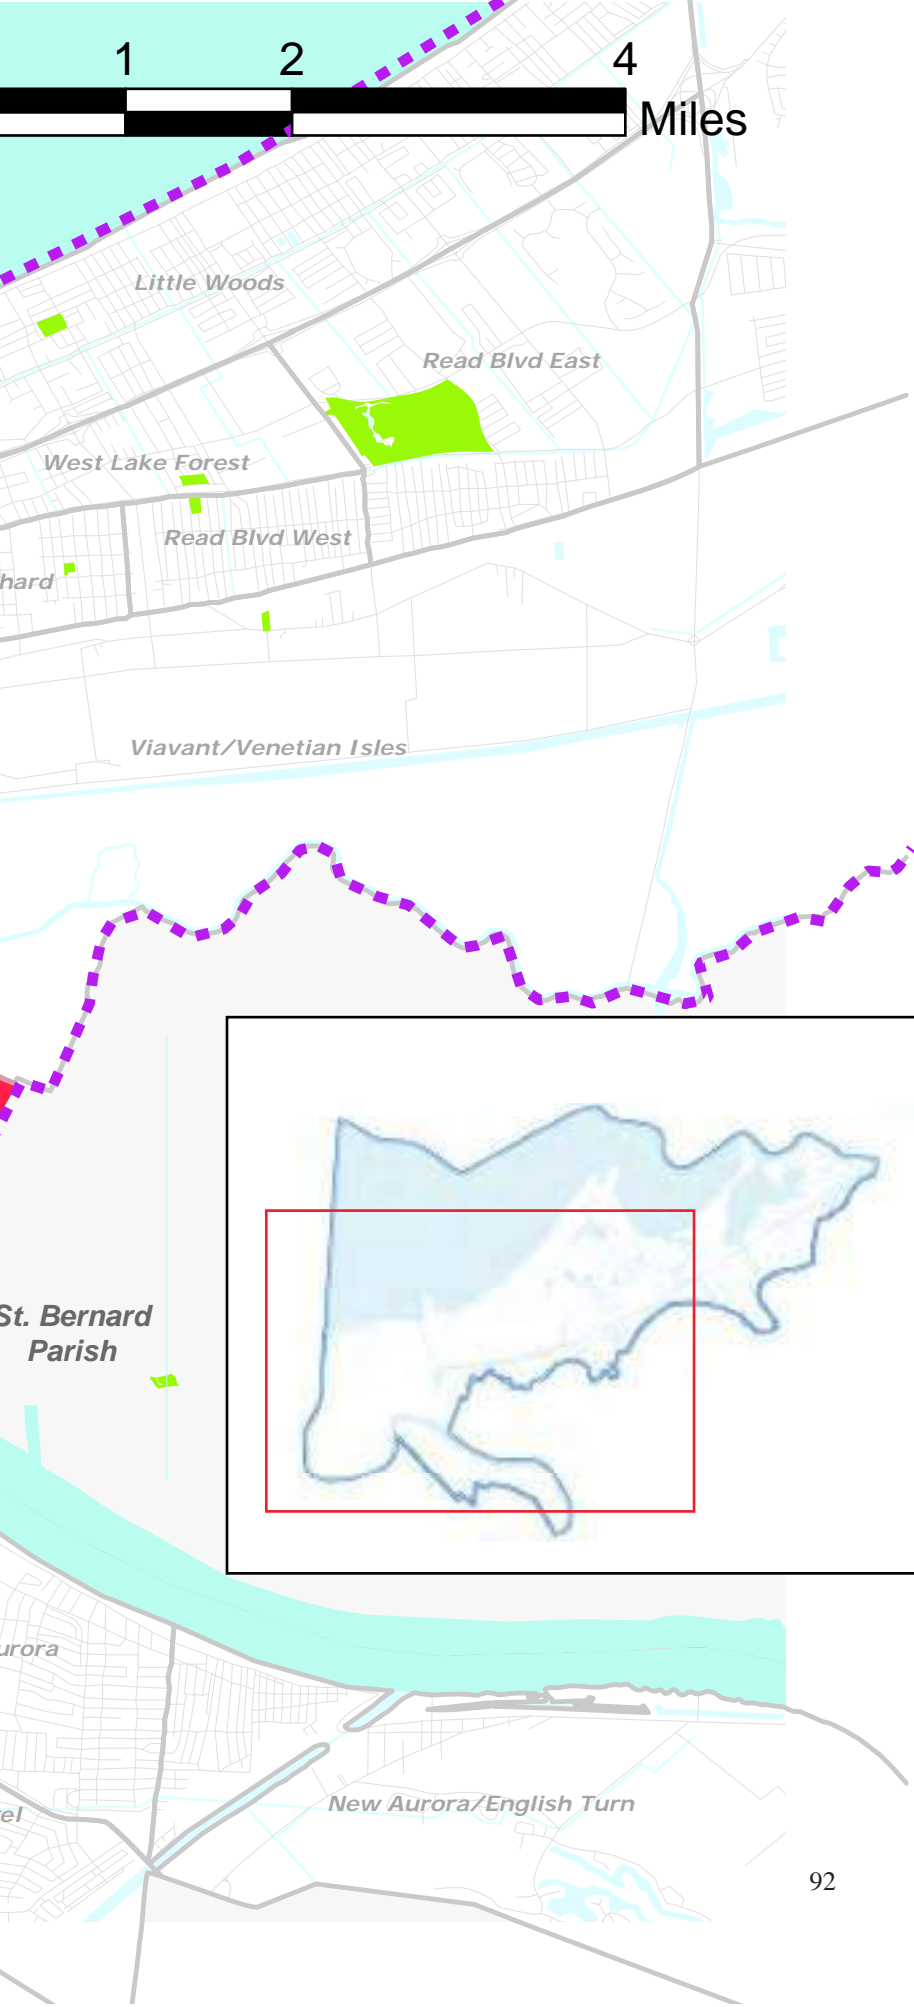 1 2 4
Miles
Little Woods
Read Blvd East
West Lake Forest
Read Blvd West
hard
Viavant/Venetian Isles
St. Bernard
Parish
urora
New Aurora/English Turn
el
92